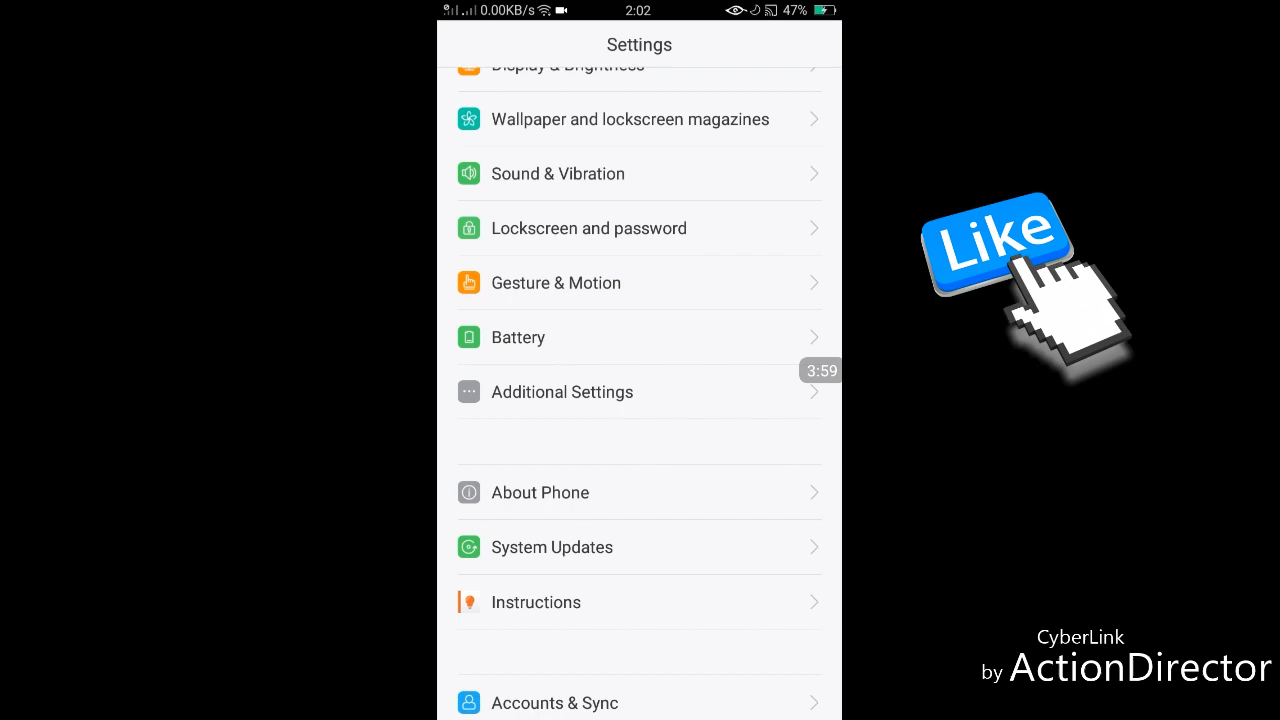 0.00KB/s 2:02 47%
Settings
Display & Brightness
Wallpaper and lockscreen magazines
Sound & Vibration
Lockscreen and password
Gesture & Motion
Battery
3:59
Additional Settings
About Phone
System Updates
Instructions
Accounts & Sync
Like
CyberLink
by ActionDirector